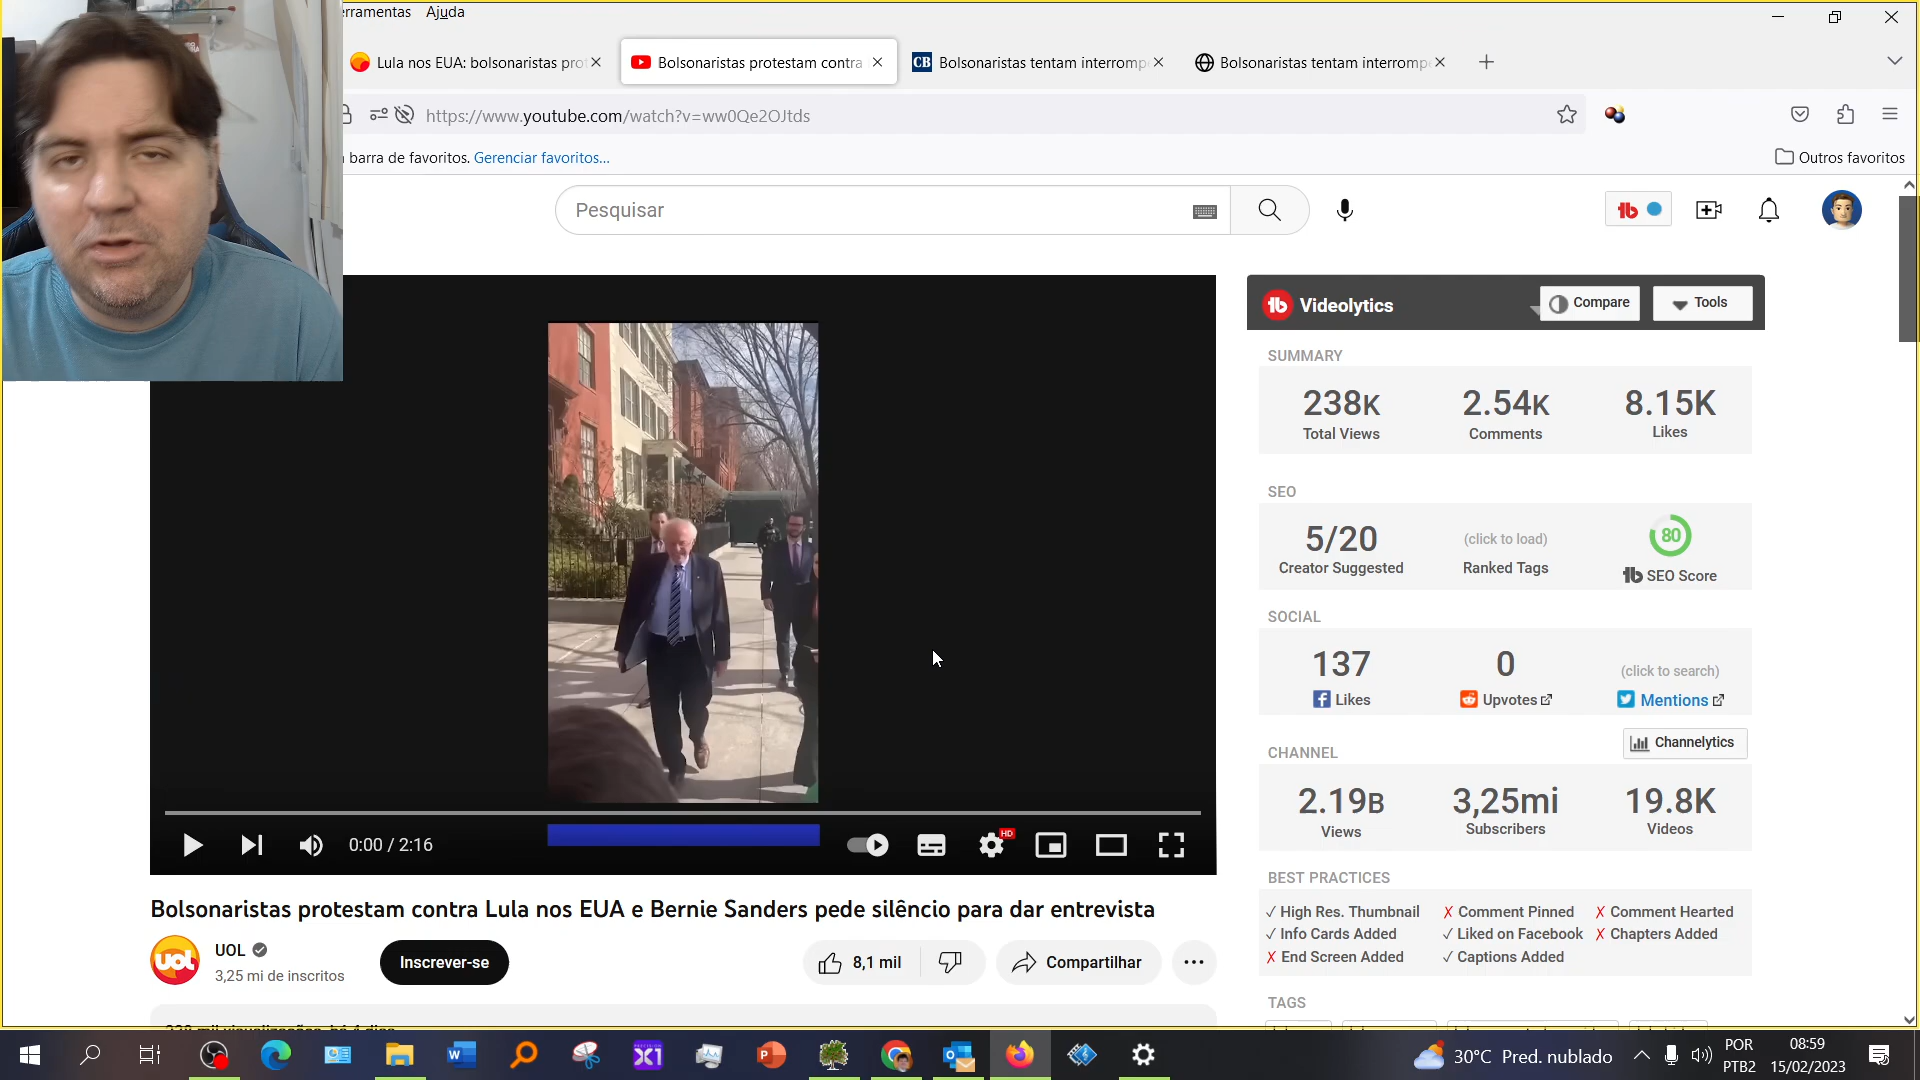 erramentas Ajuda
Lula nos EUA: bolsonaristas pro
Bolsonaristas protestam contra
CB Bolsonaristas tentam interromp
Bolsonaristas tentam interromp
https://www.youtube.com/watch?v=ww0Qe2OJtds
barra de favoritos. Gerenciar favoritos...
Outros favoritos
Pesquisar
tb
tb Videolytics
Compare
Tools
SUMMARY
238K 2.54K 8.15K
Total Views Comments Likes
SEO
5/20 (click to load) 80
Creator Suggested Ranked Tags tb SEO Score
SOCIAL
137 0 (click to search)
Likes Upvotes Mentions
CHANNEL Channelytics
2.19B 3,25mi 19.8K
Views Subscribers Videos
BEST PRACTICES
✓ High Res. Thumbnail ✗ Comment Pinned ✗ Comment Hearted
✓ Info Cards Added ✓ Liked on Facebook ✗ Chapters Added
✗ End Screen Added ✓ Captions Added
TAGS
0:00 / 2:16
HD
Bolsonaristas protestam contra Lula nos EUA e Bernie Sanders pede silêncio para dar entrevista
uol
UOL
3,25 mi de inscritos
Inscrever-se
8,1 mil
Compartilhar
30°C Pred. nublado
POR
PTB2
08:59
15/02/2023